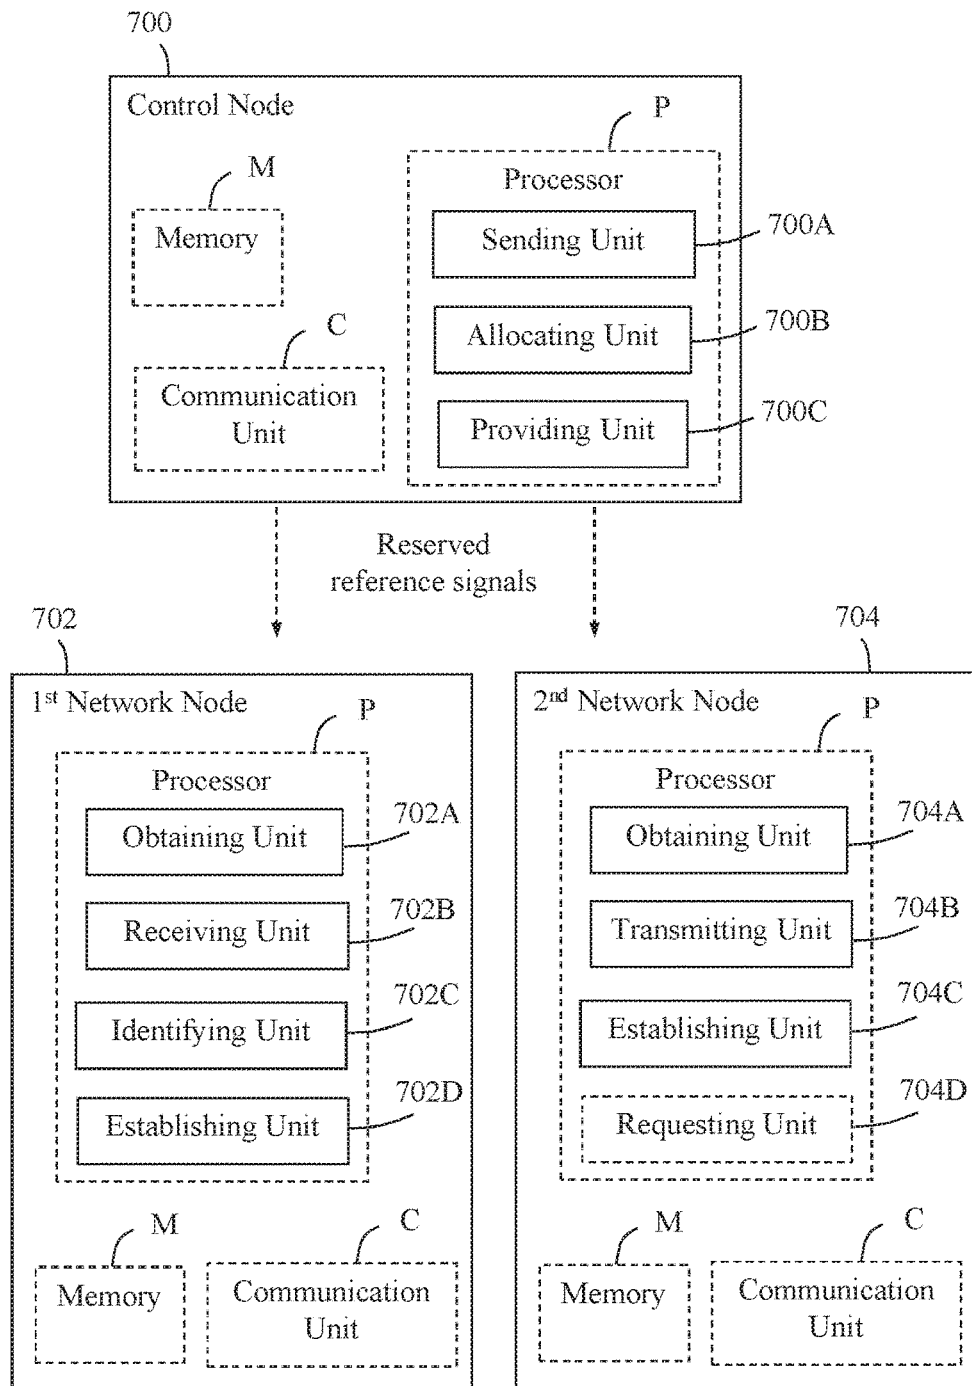 700
Control Node
P
M
Processor
Memory
Sending Unit
700A
C
Allocating Unit
700B
Communication
Unit
Providing Unit
700C
Reserved
reference signals
702
1st Network Node
P
Processor
Obtaining Unit
702A
Receiving Unit
702B
Identifying Unit
702C
Establishing Unit
702D
M
C
Memory
Communication
Unit
704
2nd Network Node
P
Processor
Obtaining Unit
704A
Transmitting Unit
704B
Establishing Unit
704C
Requesting Unit
704D
M
C
Memory
Communication
Unit